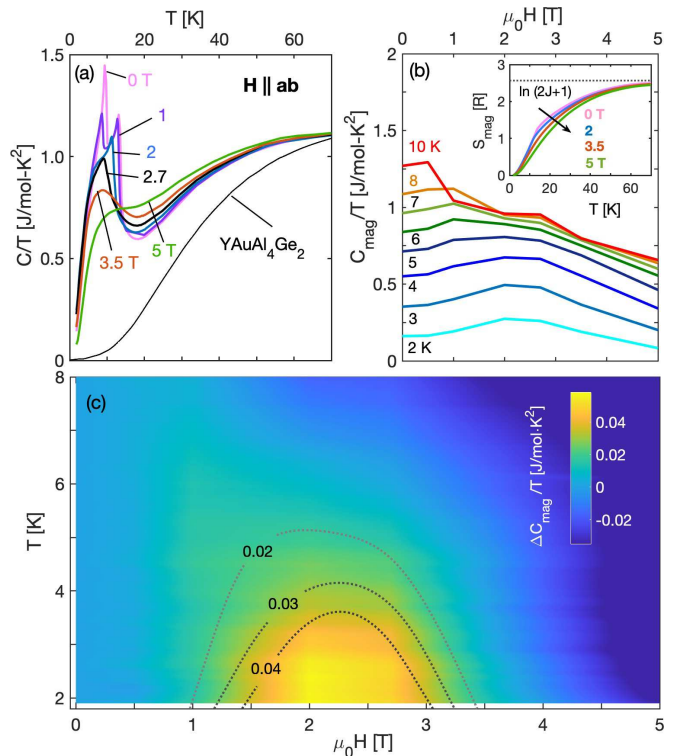 T [K]
0 20 40 60
μ₀H [T]
0 1 2 3 4 5
1.5
1.0
0.5
0
C/T [J/mol-K²]
(a)
0 T
H || ab
1
2
2.7
3.5 T
5 T
YAuAl₄Ge₂
2
1.5
1
0.5
0
C_mag/T [J/mol-K²]
(b)
10 K
8
7
6
5
4
3
2 K
3
2
1
0
S_mag [R]
ln (2J+1)
0 T
2
3.5
5 T
0 20 40 60
T [K]
(c)
8
7
6
5
4
3
2
T [K]
0.02
0.03
0.04
ΔC_mag /T [J/mol·K²]
0.04
0.02
0
-0.02
0 1 2 3 4 5
μ₀H [T]